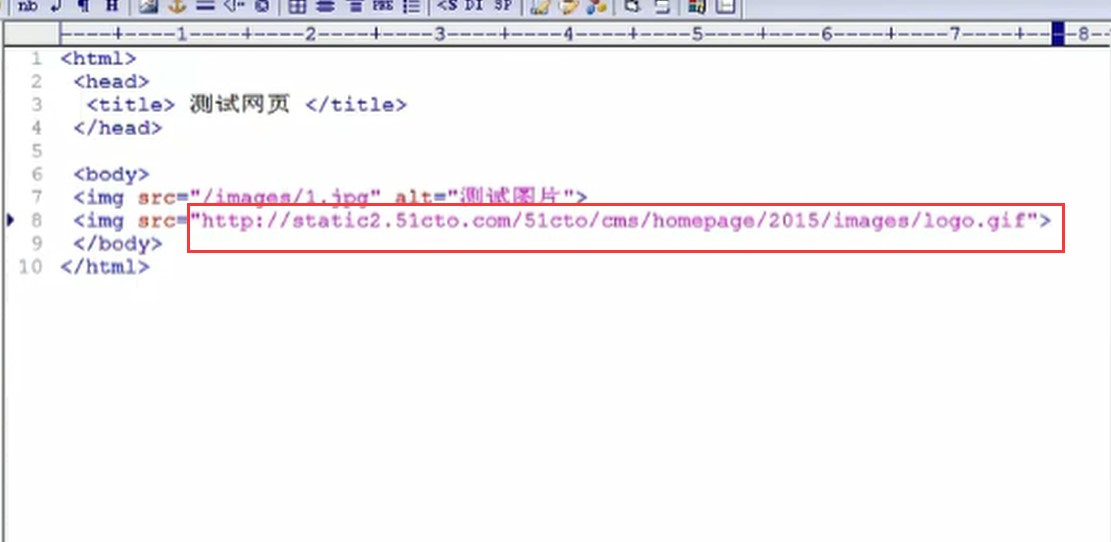 nb ¶ H PRE <S DI SP
----+----1----+----2----+----3----+----4----+----5----+----6----+----7----+-- -8--
1 <html>
2 <head>
3 <title> 测试网页 </title>
4 </head>
5
6 <body>
7 <img src="/images/1.jpg" alt="测试图片">
8 <img src="http://static2.51cto.com/51cto/cms/homepage/2015/images/logo.gif">
9 </body>
10 </html>